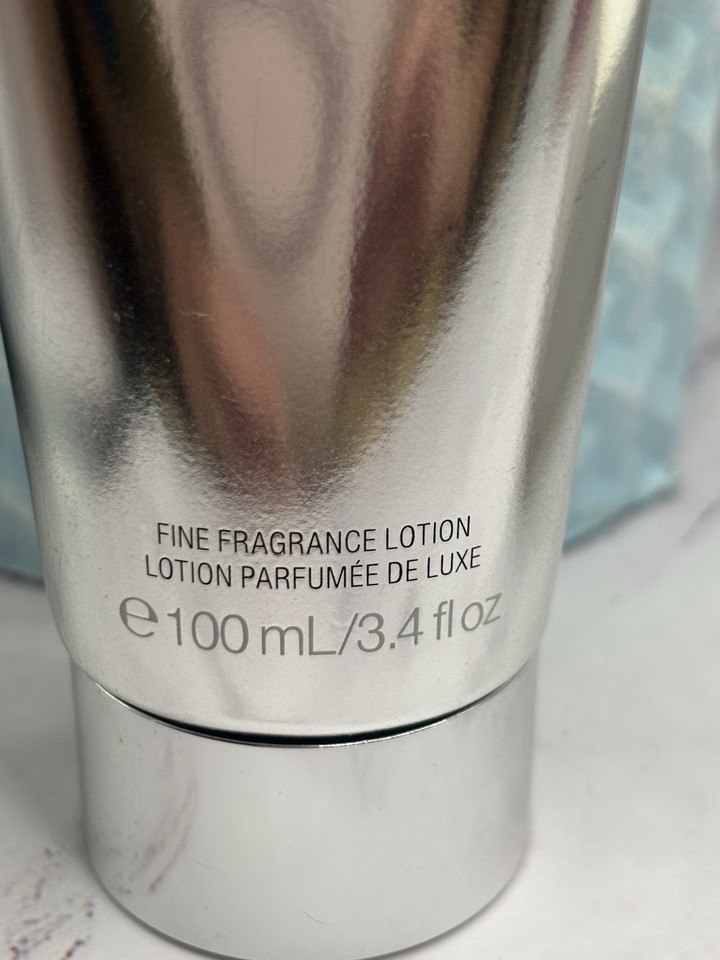 FINE FRAGRANCE LOTION
LOTION PARFUMÉE DE LUXE
℮100 mL/3.4 fl oz